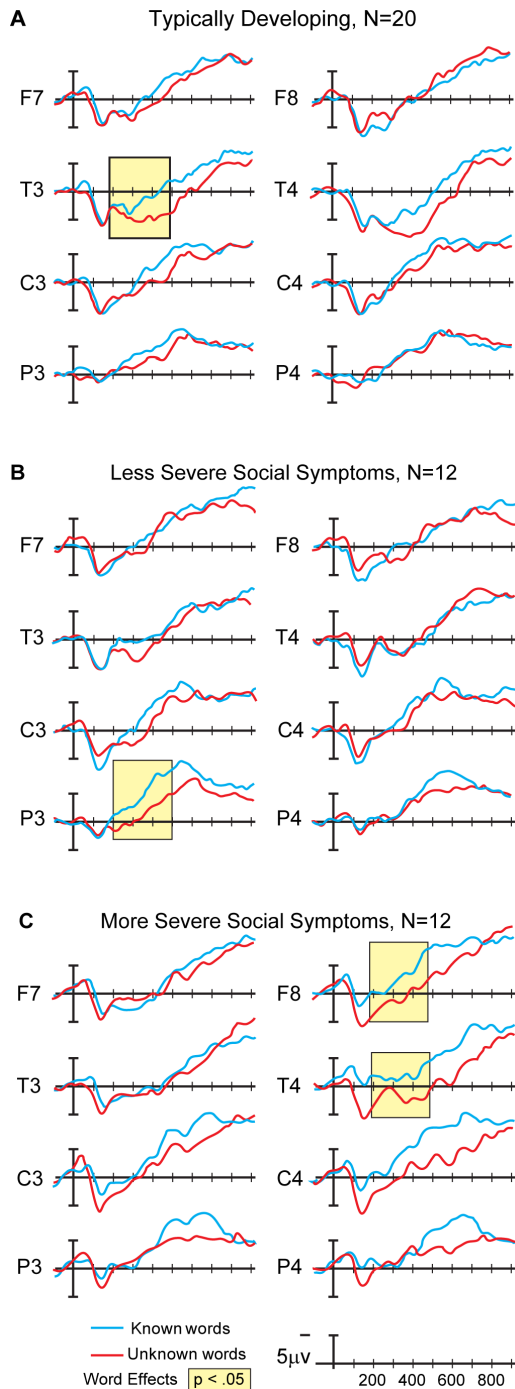 A Typically Developing, N=20
F7 F8
T3 T4
C3 C4
P3 P4
B Less Severe Social Symptoms, N=12
F7 F8
T3 T4
C3 C4
P3 P4
C More Severe Social Symptoms, N=12
F7 F8
T3 T4
C3 C4
P3 P4
Known words
Unknown words
Word Effects p < .05
5μv
200 400 600 800